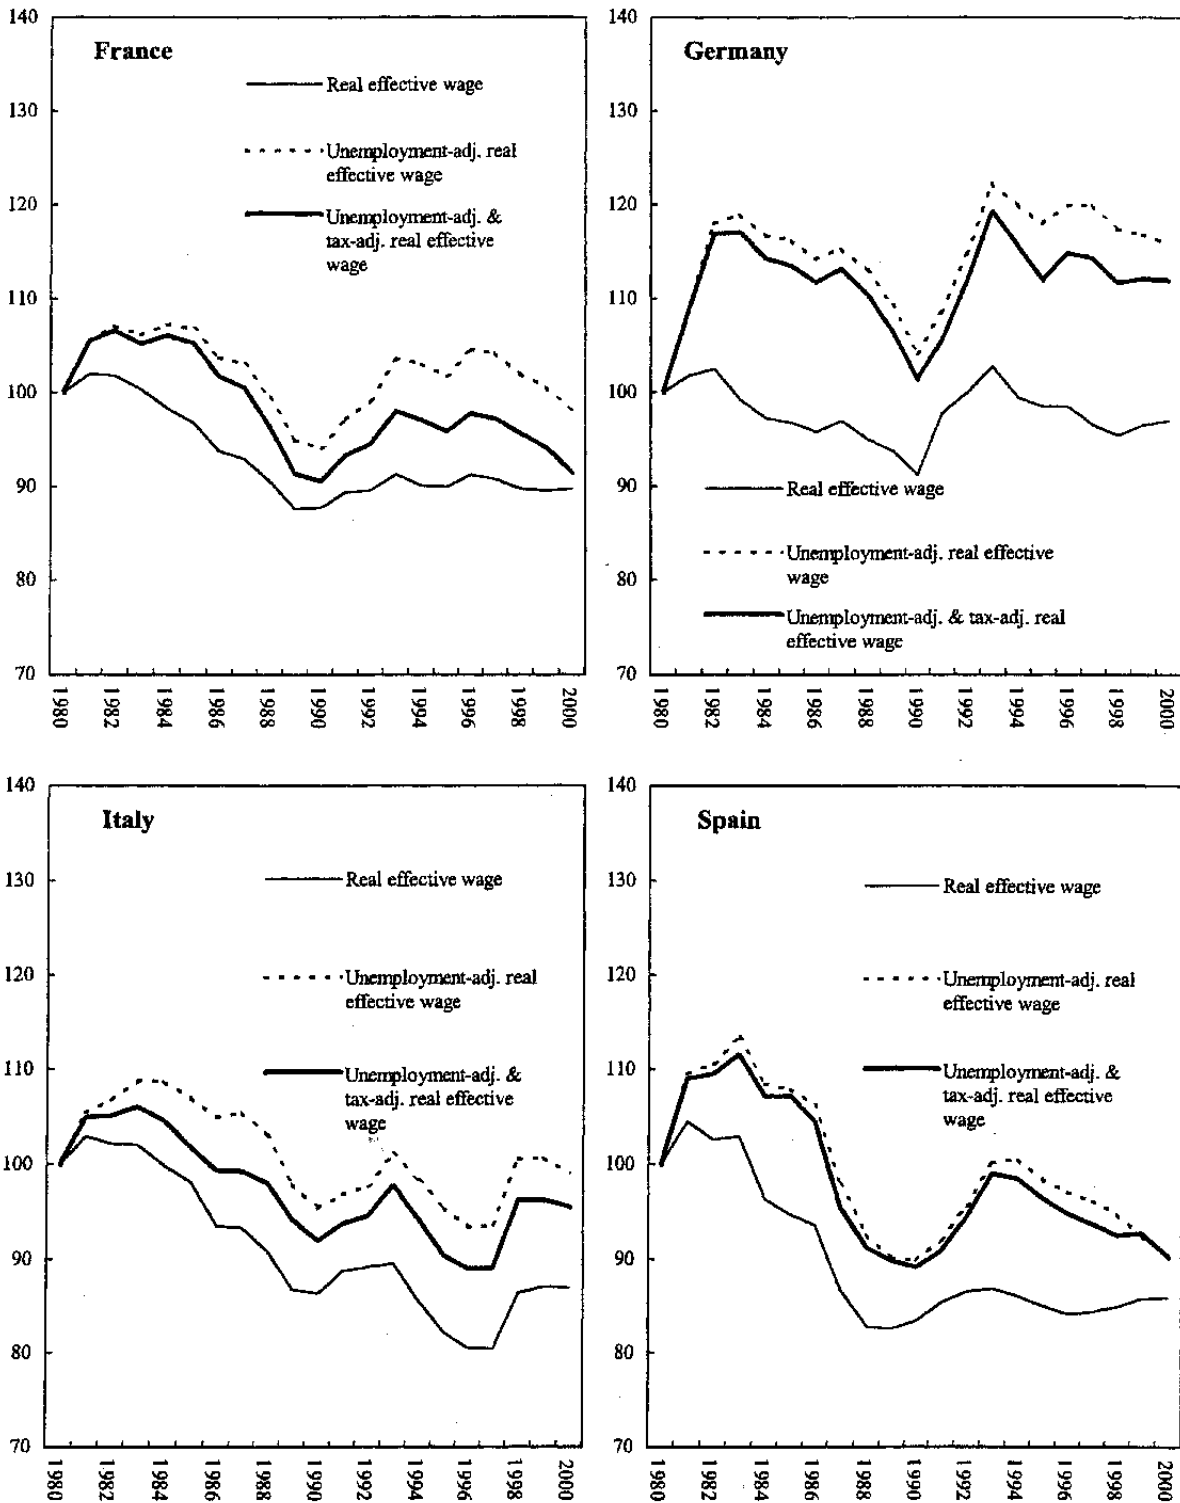 France
Real effective wage
Unemployment-adj. real
effective wage
Unemployment-adj. &
tax-adj. real effective
wage
140
130
120
110
100
90
80
70
1980
1982
1984
1986
1988
1990
1992
1994
1996
1998
2000
Germany
Real effective wage
Unemployment-adj. real effective
wage
Unemployment-adj. & tax-adj. real
effective wage
140
130
120
110
100
90
80
70
1980
1982
1984
1986
1988
1990
1992
1994
1996
1998
2000
Italy
Real effective wage
Unemployment-adj. real
effective wage
Unemployment-adj. &
tax-adj. real effective
wage
140
130
120
110
100
90
80
70
1980
1982
1984
1986
1988
1990
1992
1994
1996
1998
2000
Spain
Real effective wage
Unemployment-adj. real
effective wage
Unemployment-adj. &
tax-adj. real effective
wage
140
130
120
110
100
90
80
70
1980
1982
1984
1986
1988
1990
1992
1994
1996
1998
2000